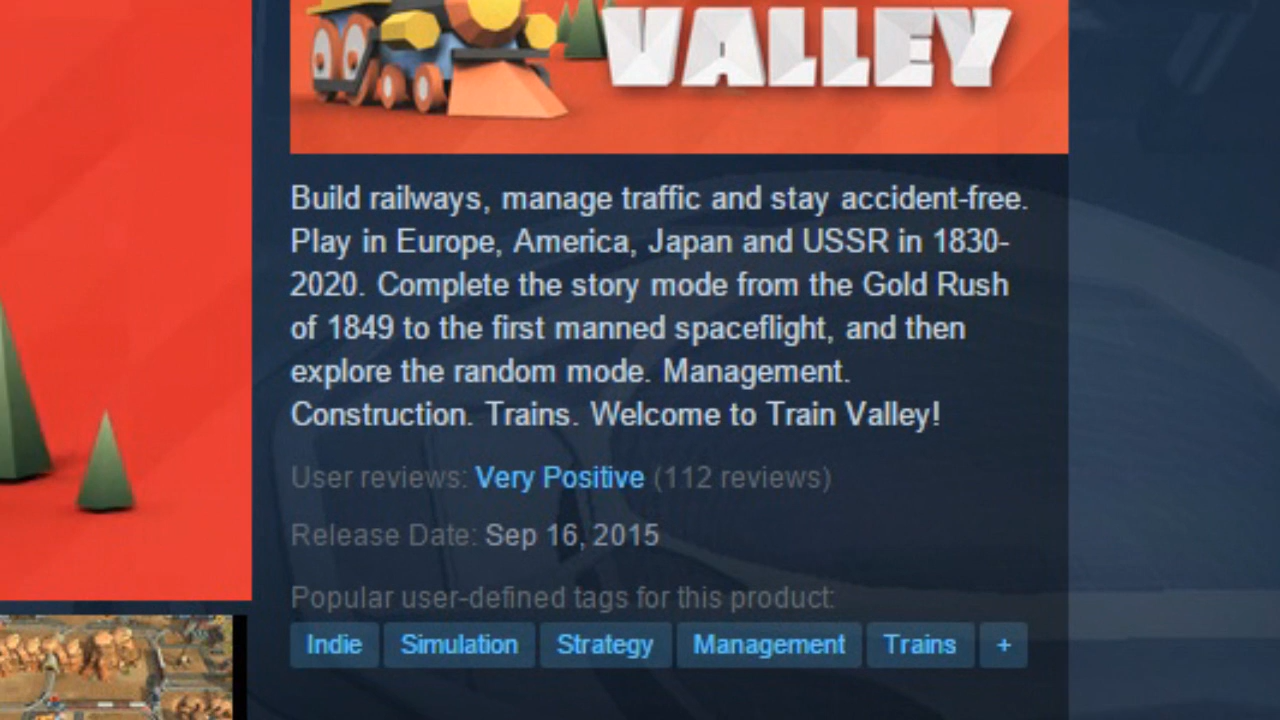 VALLEY
Build railways, manage traffic and stay accident-free.
Play in Europe, America, Japan and USSR in 1830-
2020. Complete the story mode from the Gold Rush
of 1849 to the first manned spaceflight, and then
explore the random mode. Management.
Construction. Trains. Welcome to Train Valley!
User reviews: Very Positive (112 reviews)
Release Date: Sep 16, 2015
Popular user-defined tags for this product:
Indie Simulation Strategy Management Trains +